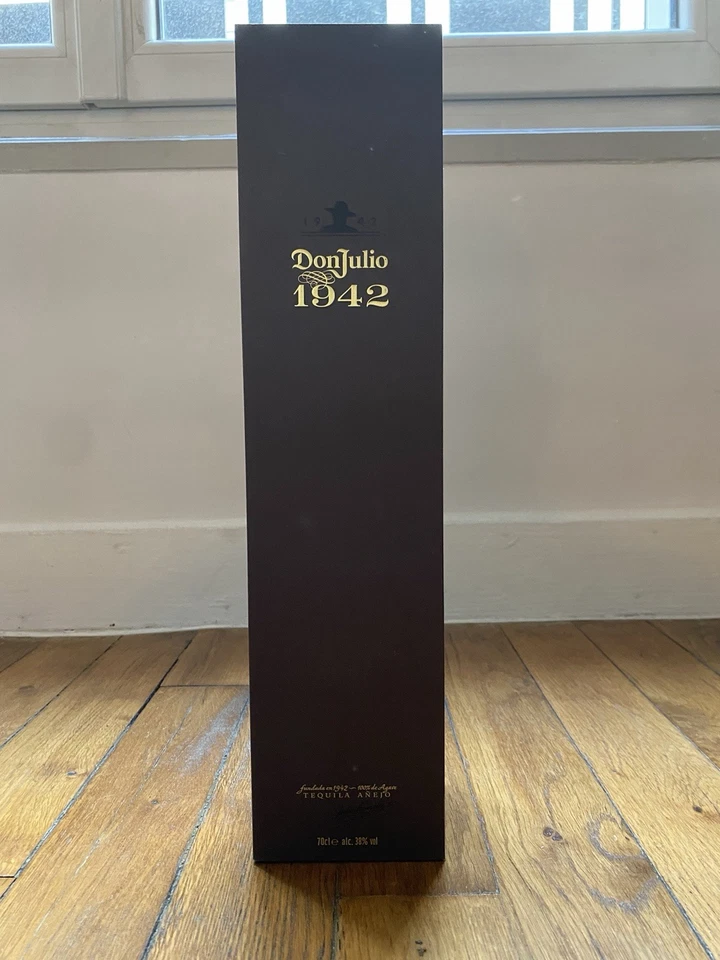 DonJulio
1942
fundada en 1942 — 100% de Agave
TEQUILA AÑEJO
70cl e alc. 38% vol